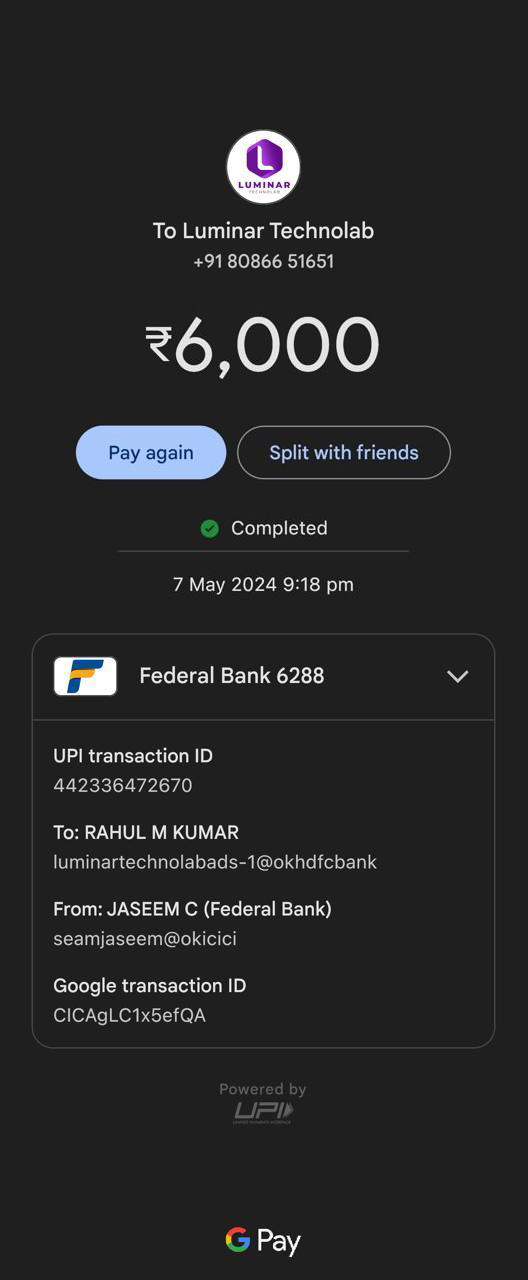 LUMINAR
TECHNOLAB
To Luminar Technolab
+91 80866 51651
₹6,000
Pay again
Split with friends
Completed
7 May 2024 9:18 pm
Federal Bank 6288
UPI transaction ID
442336472670
To: RAHUL M KUMAR
luminartechnolabads-1@okhdfcbank
From: JASEEM C (Federal Bank)
seamjaseem@okicici
Google transaction ID
CICAgLC1x5efQA
Powered by
UPI
UNIFIED PAYMENTS INTERFACE
G Pay